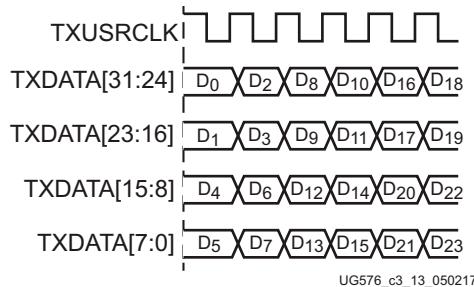 TXUSRCLK
TXDATA[31:24] D0 D2 D8 D10 D16 D18
TXDATA[23:16] D1 D3 D9 D11 D17 D19
TXDATA[15:8] D4 D6 D12 D14 D20 D22
TXDATA[7:0] D5 D7 D13 D15 D21 D23
UG576_c3_13_050217